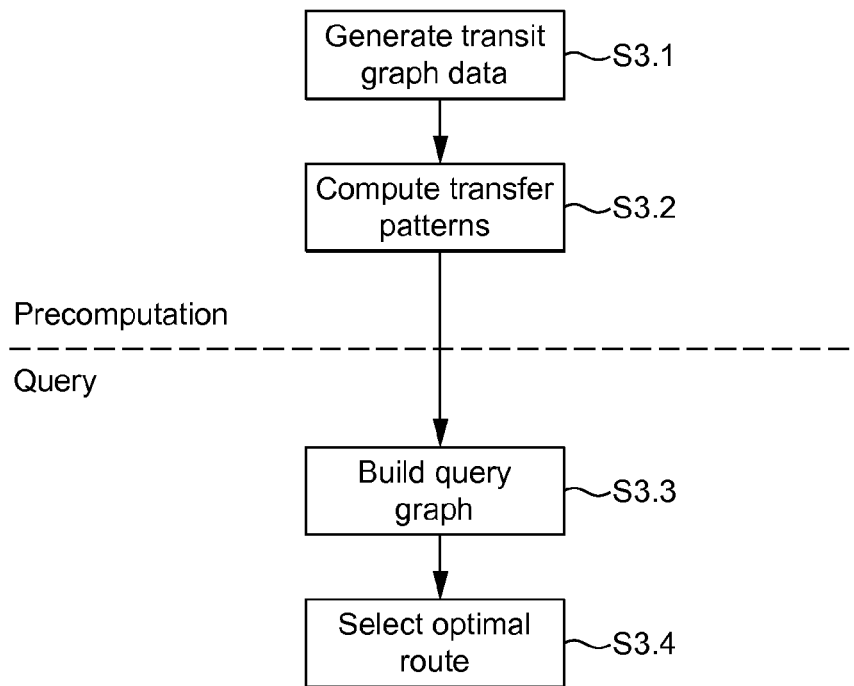 Generate transit
graph data
S3.1
Compute transfer
patterns
S3.2
Precomputation
Query
Build query
graph
S3.3
Select optimal
route
S3.4